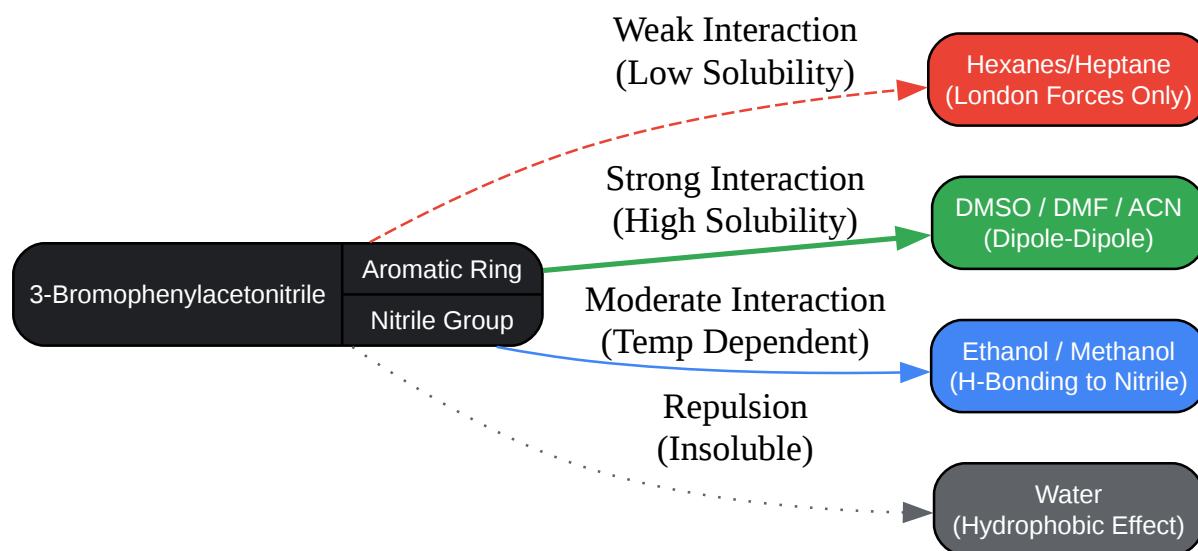 Weak Interaction
(Low Solubility)
Hexanes/Heptane
(London Forces Only)
Strong Interaction
(High Solubility)
DMSO / DMF / ACN
(Dipole-Dipole)
3-Bromophenylacetonitrile
Aromatic Ring
Nitrile Group
Moderate Interaction
(Temp Dependent)
Ethanol / Methanol
(H-Bonding to Nitrile)
Repulsion
(Insoluble)
Water
(Hydrophobic Effect)